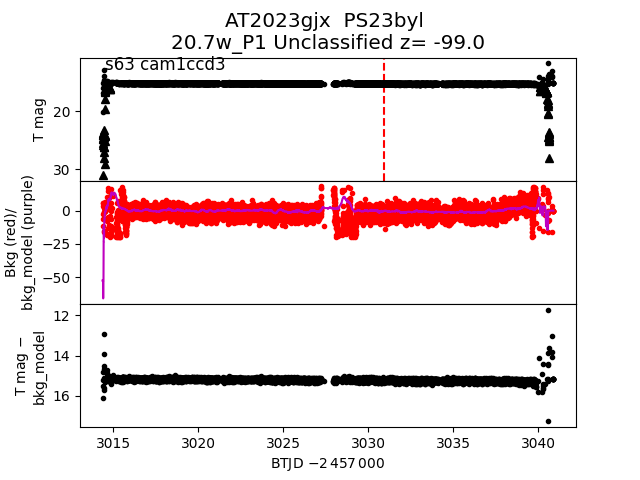 AT2023gjx  PS23byl
20.7w_P1 Unclassified z= -99.0
s63 cam1ccd3
T mag
20
30
Bkg (red)/
bkg_model (purple)
0
−25
−50
T mag −
bkg_model
12
14
16
3015 3020 3025 3030 3035 3040
BTJD −2 457 000